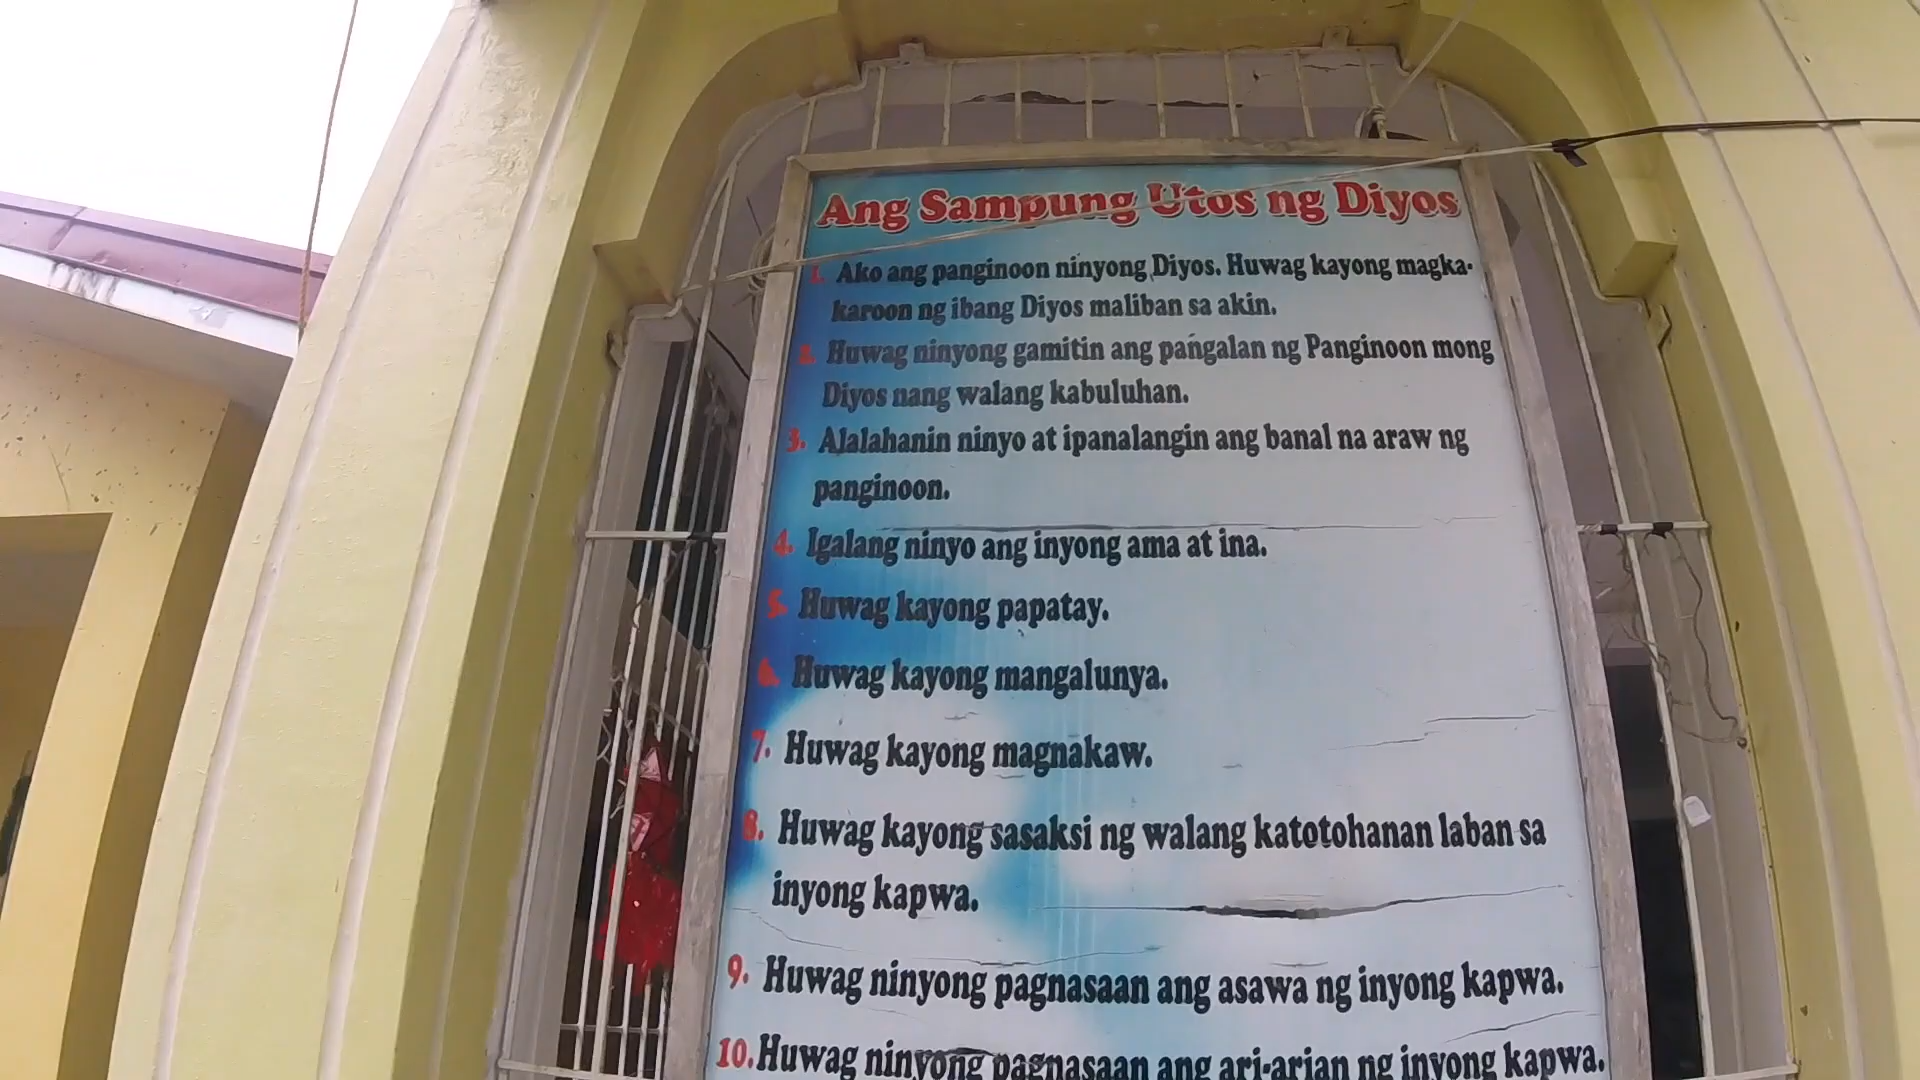 Ang Sampung Utos ng Diyos
1. Ako ang panginoon ninyong Diyos. Huwag kayong magka-
karoon ng ibang Diyos maliban sa akin.
2. Huwag ninyong gamitin ang pangalan ng Panginoon mong
Diyos nang walang kabuluhan.
3. Alalahanin ninyo at ipanalangin ang banal na araw ng
panginoon.
4. Igalang ninyo ang inyong ama at ina.
5. Huwag kayong papatay.
6. Huwag kayong mangalunya.
7. Huwag kayong magnakaw.
8. Huwag kayong sasaksi ng walang katotohanan laban sa
inyong kapwa.
9. Huwag ninyong pagnasaan ang asawa ng inyong kapwa.
10. Huwag ninyong pagnasaan ang ari-arian ng inyong kapwa.